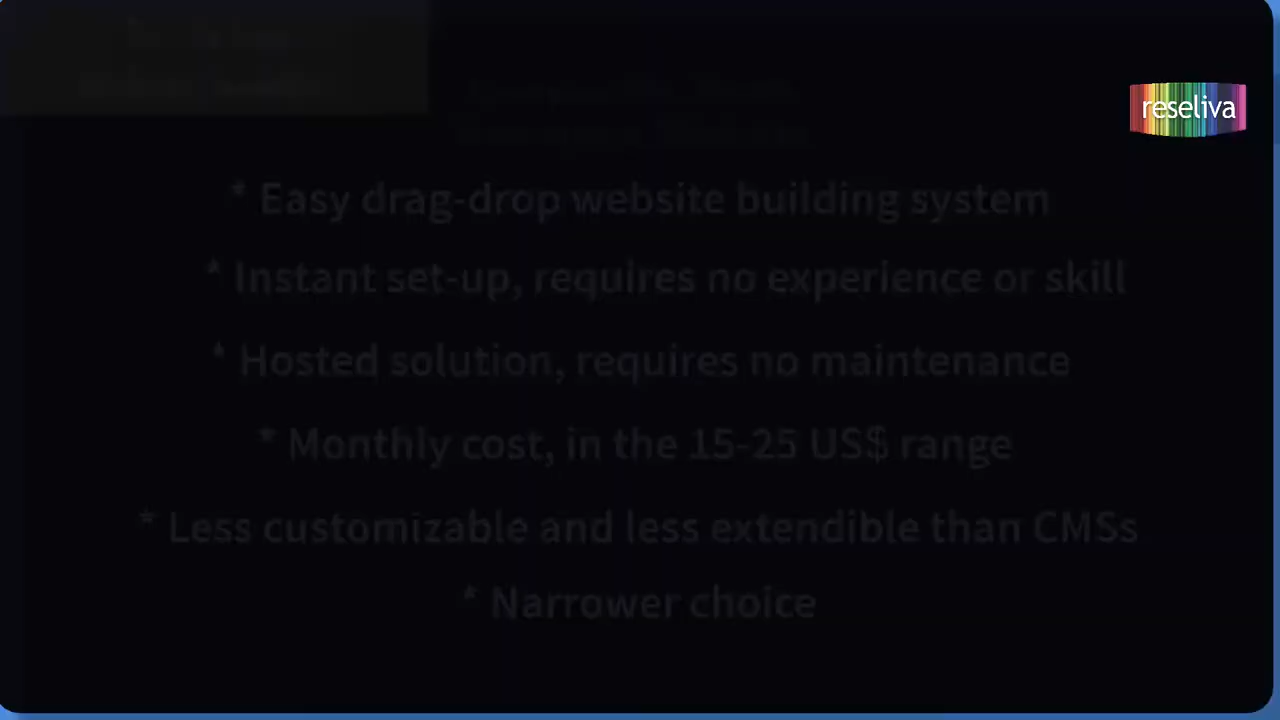 reseliva
* Easy drag-drop website building system
* Instant set-up, requires no experience or skill
* Hosted solution, requires no maintenance
* Monthly cost, in the 15-25 US$ range
* Less customizable and less extendible than CMSs
* Narrower choice